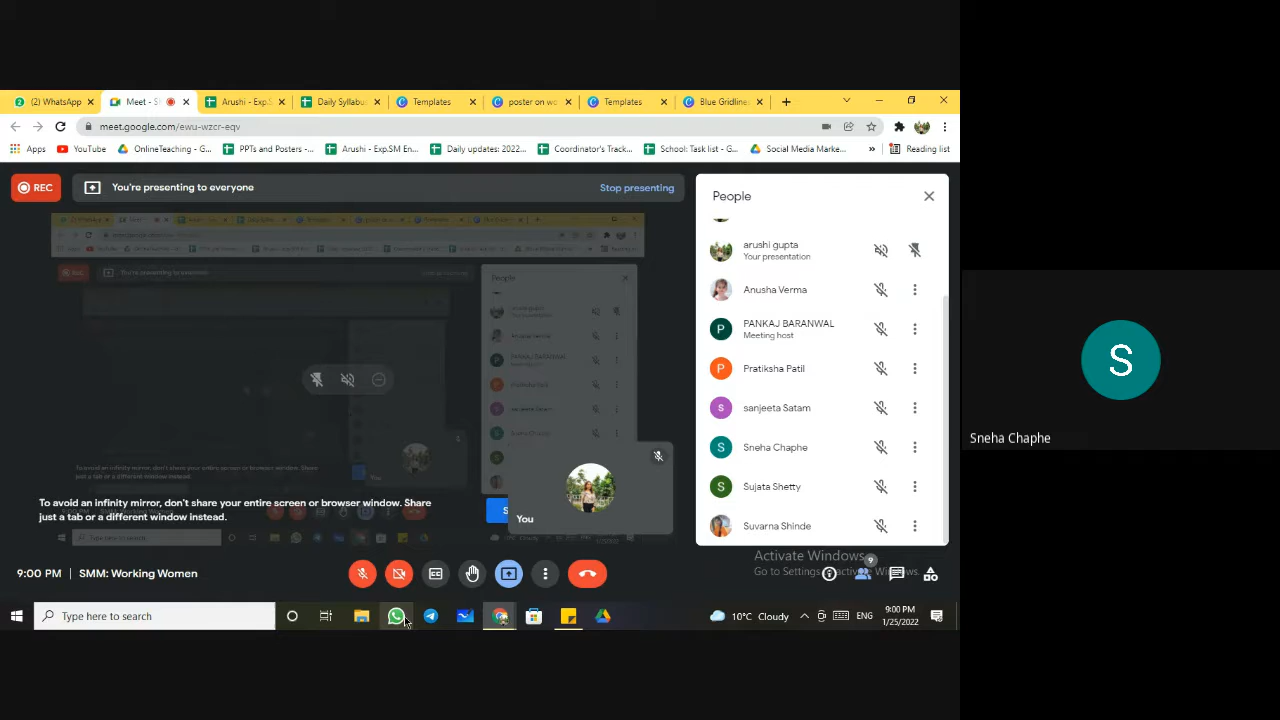 (2) WhatsApp
Meet - S
Arushi - Exp.S
Daily Syllabu
Templates
poster on wo
Templates
Blue Gridline
meet.google.com/ewu-wzcr-eqv
Apps
YouTube
OnlineTeaching - G...
PPTs and Posters -...
Arushi - Exp.SM En...
Daily updates: 2022...
Coordinator's Track...
School: Task list - G...
Social Media Marke...
»
Reading list
REC
You're presenting to everyone
Stop presenting
People
arushi gupta
Your presentation
Anusha Verma
P
PANKAJ BARANWAL
Meeting host
P
Pratiksha Patil
S
sanjeeta Satam
S
Sneha Chaphe
S
Sujata Shetty
Suvarna Shinde
To avoid an infinity mirror, don't share your entire screen or browser window. Share
just a tab or a different window instead.
S
You
Activate Windows
Go to Settings
9
9:00 PM | SMM: Working Women
Type here to search
10°C Cloudy
ENG
9:00 PM
1/25/2022
S
Sneha Chaphe